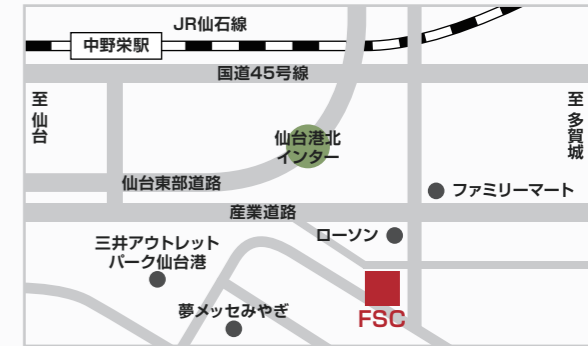 JR仙石線
中野栄駅
国道45号線
至 仙台
至 多賀城
仙台港北
インター
仙台東部道路
ファミリーマート
産業道路
ローソン
三井アウトレット
パーク仙台港
夢メッセみやぎ
FSC